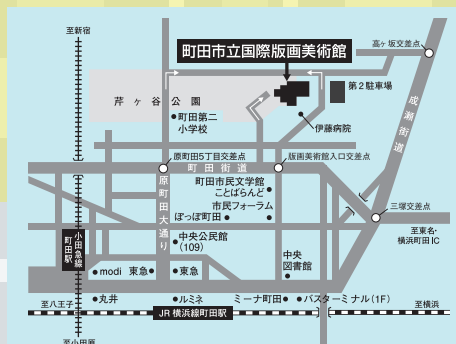 至新宿
町田市立国際版画美術館
高ヶ坂交差点
第2駐車場
芹ヶ谷公園
町田第二
小学校
伊藤病院
成瀬街道
原町田5丁目交差点
版画美術館入口交差点
町田街道
町田市民文学館
ことばらんど
市民フォーラム
ぽっぽ町田
三塚交差点
原町田大通り
小田急線
町田駅
中央公民館
(109)
至東名・
横浜町田IC
中央
図書館
modi
東急
東急
丸井
ルミネ
ミーナ町田
バスターミナル(1F)
至八王子
至横浜
JR横浜線町田駅
至小田原